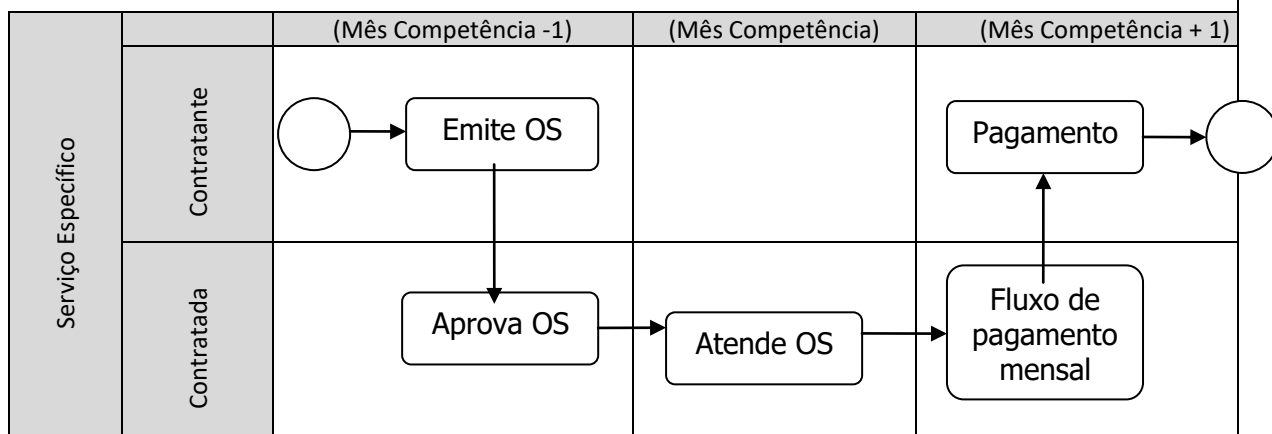 (Mês Competência -1)
(Mês Competência)
(Mês Competência + 1)
Serviço Específico
Contratante
Emite OS
Pagamento
Contratada
Aprova OS
Atende OS
Fluxo de
pagamento
mensal